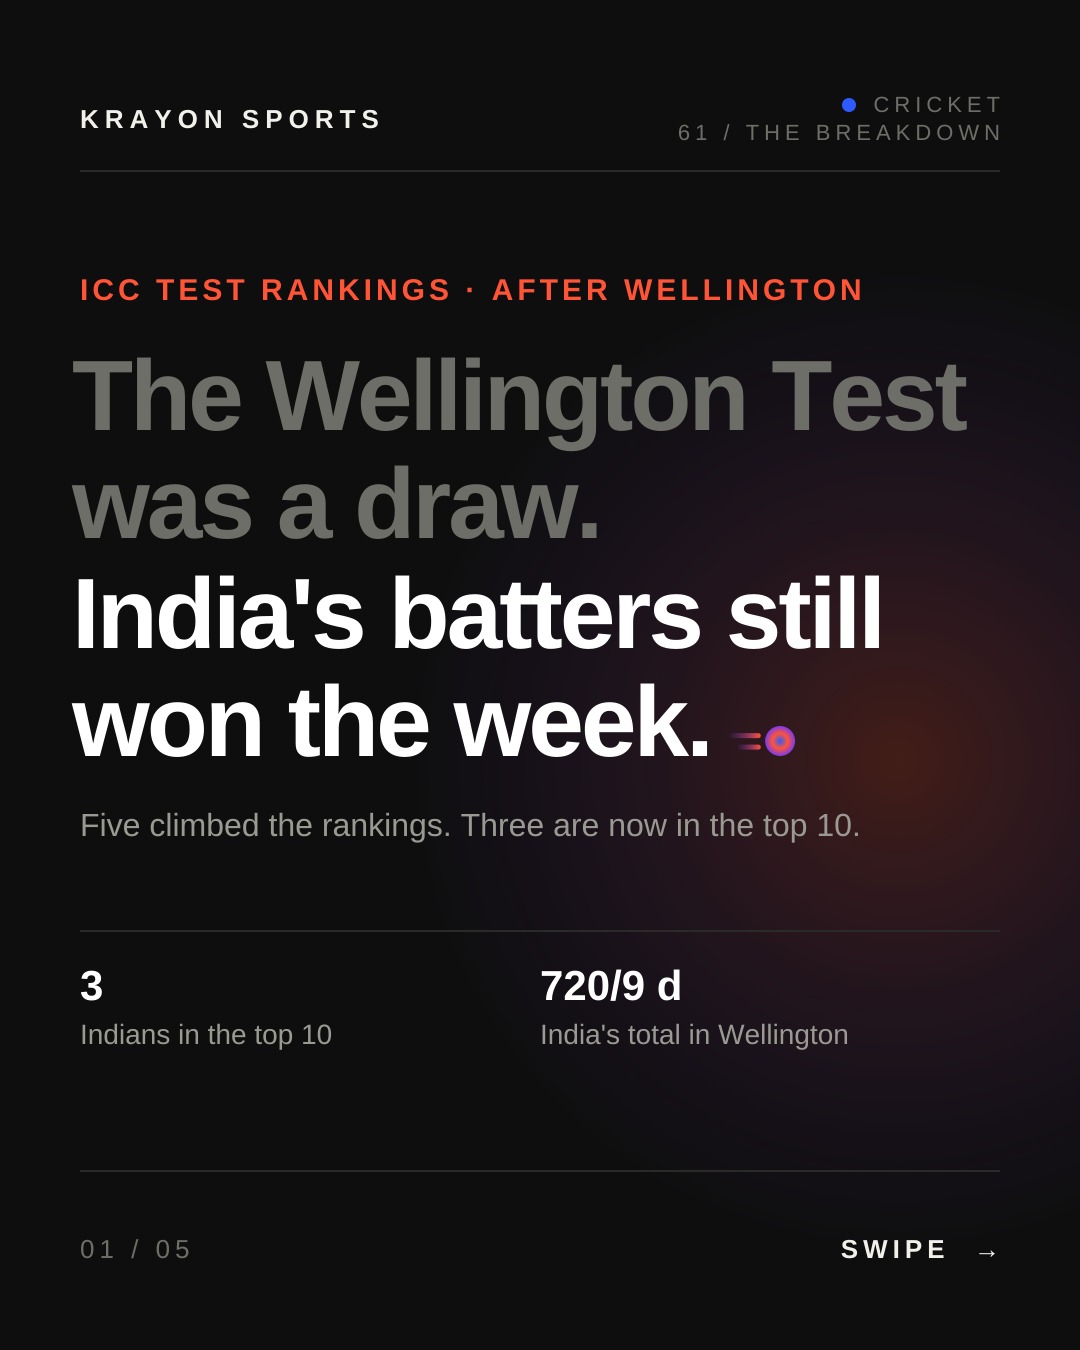 KRAYON SPORTS
● CRICKET
61 / THE BREAKDOWN
ICC TEST RANKINGS · AFTER WELLINGTON
The Wellington Test
was a draw.
India's batters still
won the week.
Five climbed the rankings. Three are now in the top 10.
3
Indians in the top 10
720/9 d
India's total in Wellington
01 / 05
SWIPE →